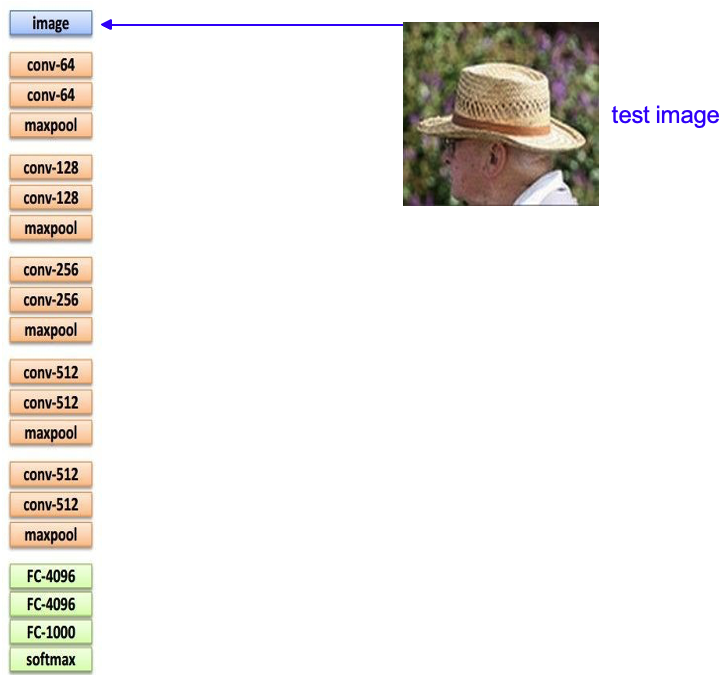 image
conv-64
conv-64
maxpool
conv-128
conv-128
maxpool
conv-256
conv-256
maxpool
conv-512
conv-512
maxpool
conv-512
conv-512
maxpool
FC-4096
FC-4096
FC-1000
softmax
test image